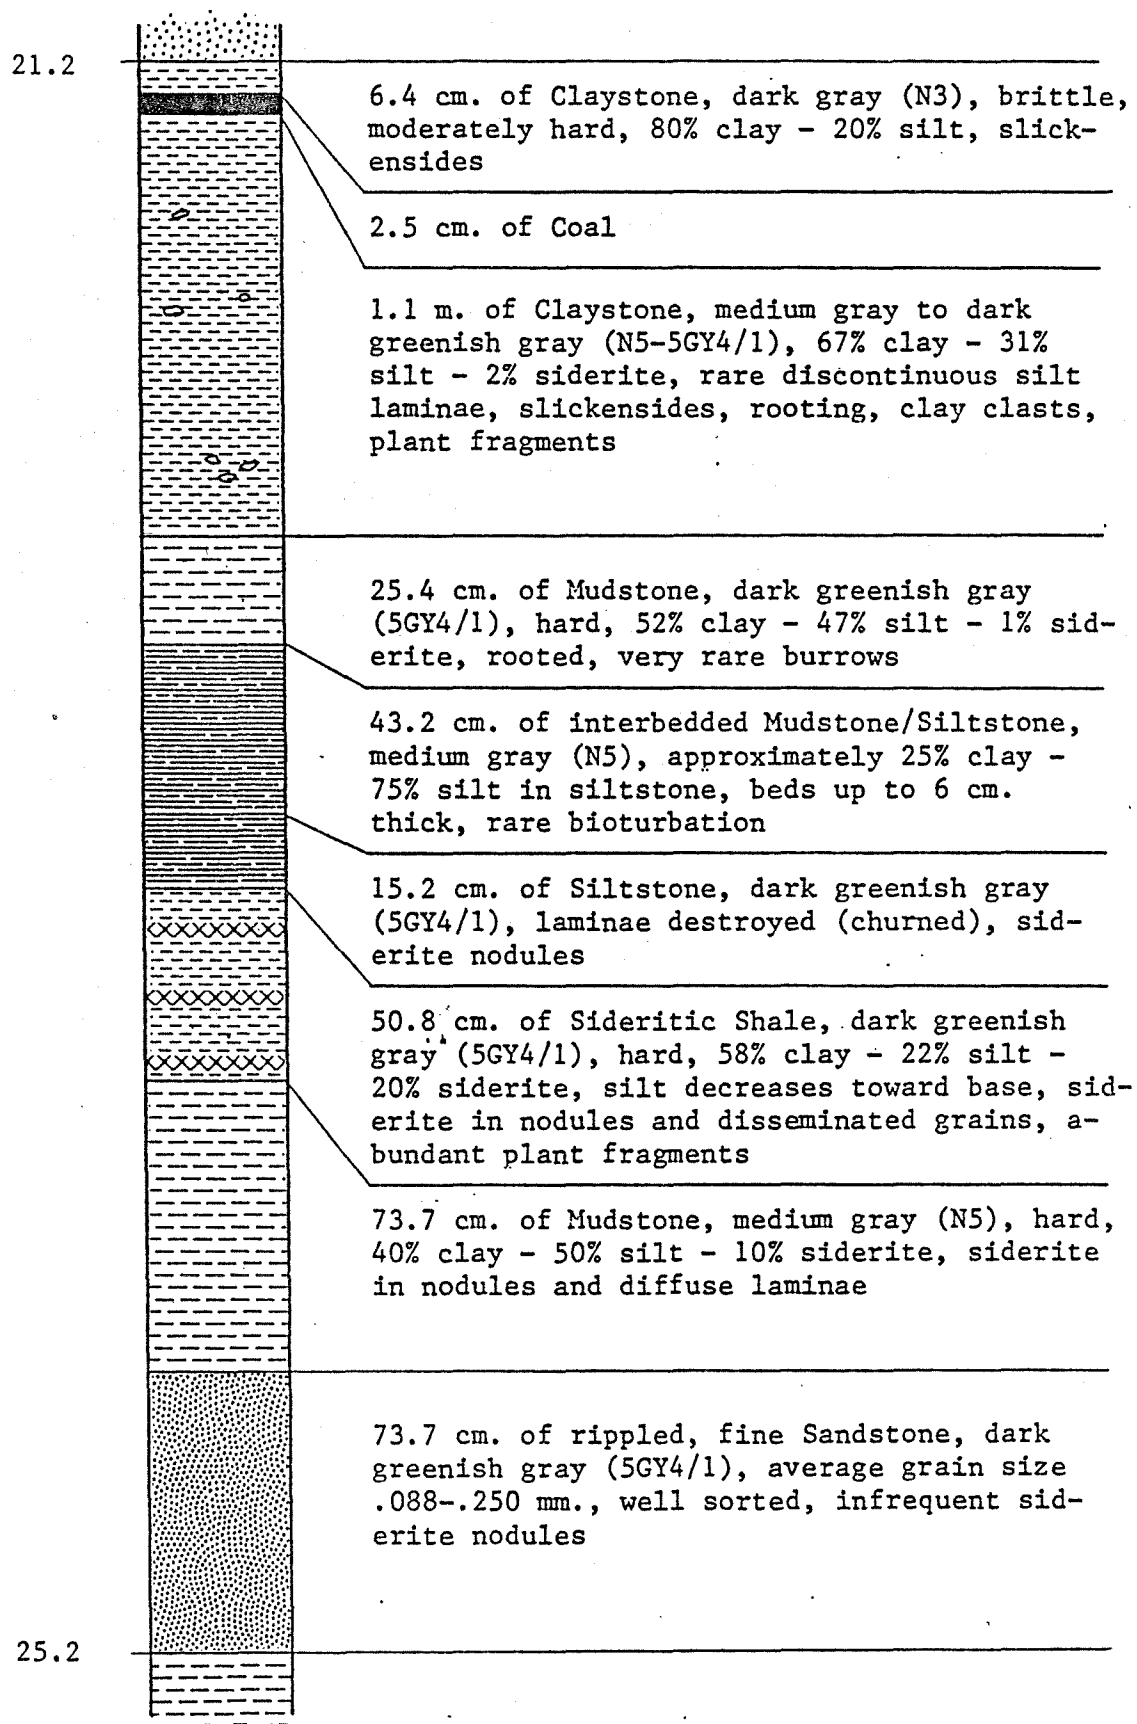 21.2
6.4 cm. of Claystone, dark gray (N3), brittle,
moderately hard, 80% clay - 20% silt, slick-
ensides
2.5 cm. of Coal
1.1 m. of Claystone, medium gray to dark
greenish gray (N5-5GY4/1), 67% clay - 31%
silt - 2% siderite, rare discontinuous silt
laminae, slickensides, rooting, clay clasts,
plant fragments
25.4 cm. of Mudstone, dark greenish gray
(5GY4/1), hard, 52% clay - 47% silt - 1% sid-
erite, rooted, very rare burrows
43.2 cm. of interbedded Mudstone/Siltstone,
medium gray (N5), approximately 25% clay -
75% silt in siltstone, beds up to 6 cm.
thick, rare bioturbation
15.2 cm. of Siltstone, dark greenish gray
(5GY4/1), laminae destroyed (churned), sid-
erite nodules
50.8 cm. of Sideritic Shale, dark greenish
gray (5GY4/1), hard, 58% clay - 22% silt -
20% siderite, silt decreases toward base, sid-
erite in nodules and disseminated grains, a-
bundant plant fragments
73.7 cm. of Mudstone, medium gray (N5), hard,
40% clay - 50% silt - 10% siderite, siderite
in nodules and diffuse laminae
73.7 cm. of rippled, fine Sandstone, dark
greenish gray (5GY4/1), average grain size
.088-.250 mm., well sorted, infrequent sid-
erite nodules
25.2